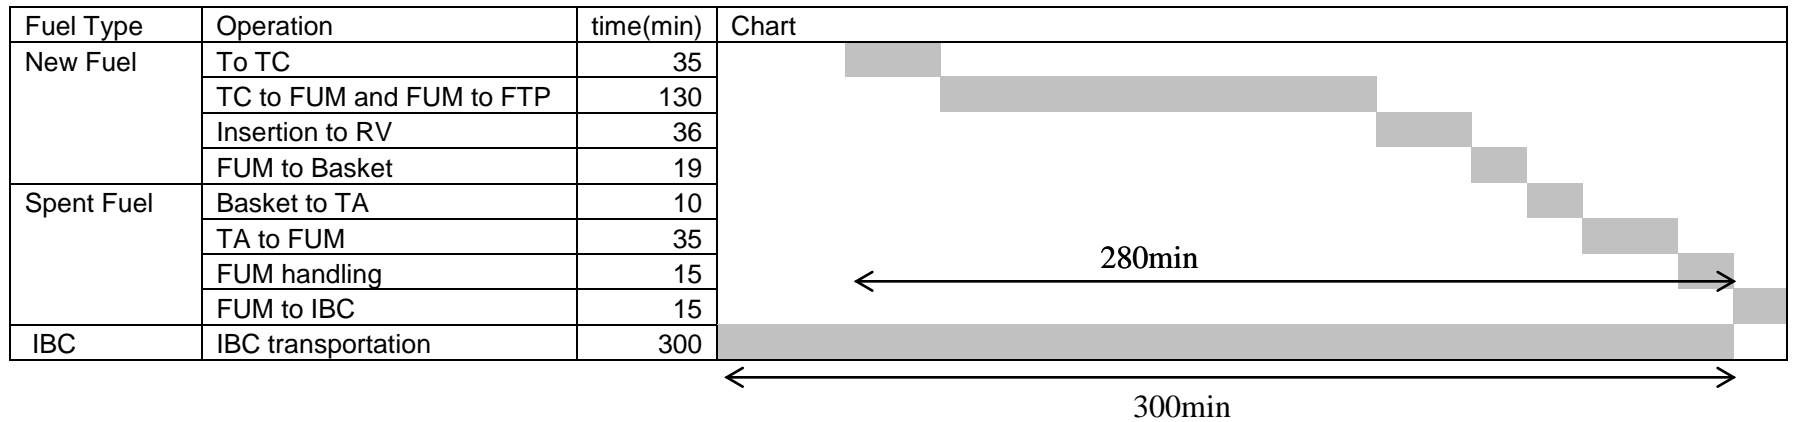 Fuel Type Operation time(min) Chart
New Fuel To TC 35
TC to FUM and FUM to FTP 130
Insertion to RV 36
FUM to Basket 19
Spent Fuel Basket to TA 10
TA to FUM 35
FUM handling 15
280min
FUM to IBC 15
IBC IBC transportation 300
300min